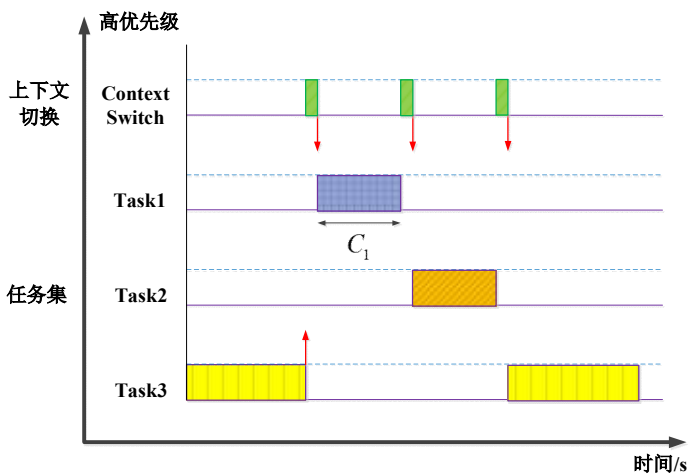 高优先级
上下文
切换
Context
Switch
Task1
C1
任务集
Task2
Task3
时间/s